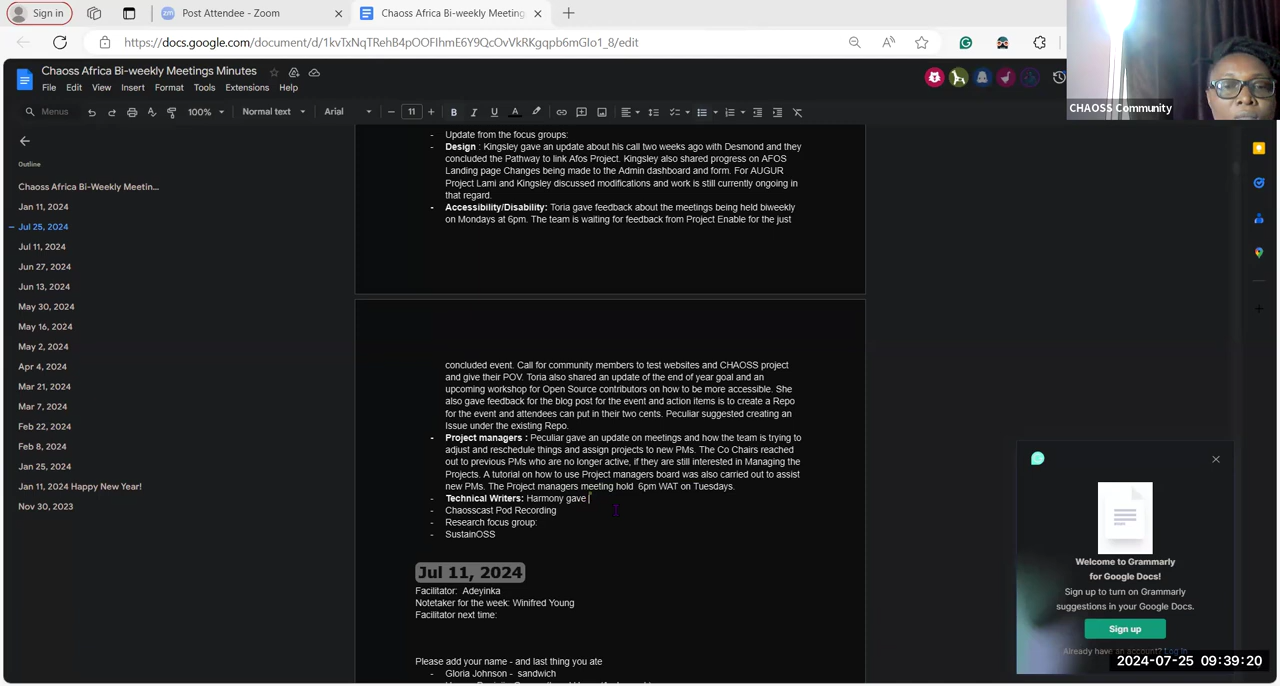 Sign in
Post Attendee - Zoom
Chaoss Africa Bi-weekly Meeting
https://docs.google.com/document/d/1kvTxNqTRehB4pOOFIhmE6Y9QcOvVkRKgqpb6mGIo1_8/edit
Chaoss Africa Bi-weekly Meetings Minutes
File Edit View Insert Format Tools Extensions Help
CHAOSS Community
Menus 100% Normal text Arial 11
Outline
Chaoss Africa Bi-Weekly Meetin...
Jan 11, 2024
Jul 25, 2024
Jul 11, 2024
Jun 27, 2024
Jun 13, 2024
May 30, 2024
May 16, 2024
May 2, 2024
Apr 4, 2024
Mar 21, 2024
Mar 7, 2024
Feb 22, 2024
Feb 8, 2024
Jan 25, 2024
Jan 11, 2024 Happy New Year!
Nov 30, 2023
- Update from the focus groups:
- Design : Kingsley gave an update about his call two weeks ago with Desmond and they
concluded the Pathway to link Afos Project. Kingsley also shared progress on AFOS
Landing page Changes being made to the Admin dashboard and form. For AUGUR
Project Lami and Kingsley discussed modifications and work is still currently ongoing in
that regard.
- Accessibility/Disability: Toria gave feedback about the meetings being held biweekly
on Mondays at 6pm. The team is waiting for feedback from Project Enable for the just
concluded event. Call for community members to test websites and CHAOSS project
and give their POV. Toria also shared an update of the end of year goal and an
upcoming workshop for Open Source contributors on how to be more accessible. She
also gave feedback for the blog post for the event and action items is to create a Repo
for the event and attendees can put in their two cents. Peculiar suggested creating an
Issue under the existing Repo.
- Project managers : Peculiar gave an update on meetings and how the team is trying to
adjust and reschedule things and assign projects to new PMs. The Co Chairs reached
out to previous PMs who are no longer active, if they are still interested in Managing the
Projects. A tutorial on how to use Project managers board was also carried out to assist
new PMs. The Project managers meeting hold 6pm WAT on Tuesdays.
- Technical Writers: Harmony gave
- Chaosscast Pod Recording
- Research focus group:
- SustainOSS
Jul 11, 2024
Facilitator: Adeyinka
Notetaker for the week: Winifred Young
Facilitator next time:
Please add your name - and last thing you ate
- Gloria Johnson - sandwich
Welcome to Grammarly
for Google Docs!
Sign up to turn on Grammarly
suggestions in your Google Docs.
Sign up
Already have an account? Log In
2024-07-25 09:39:20